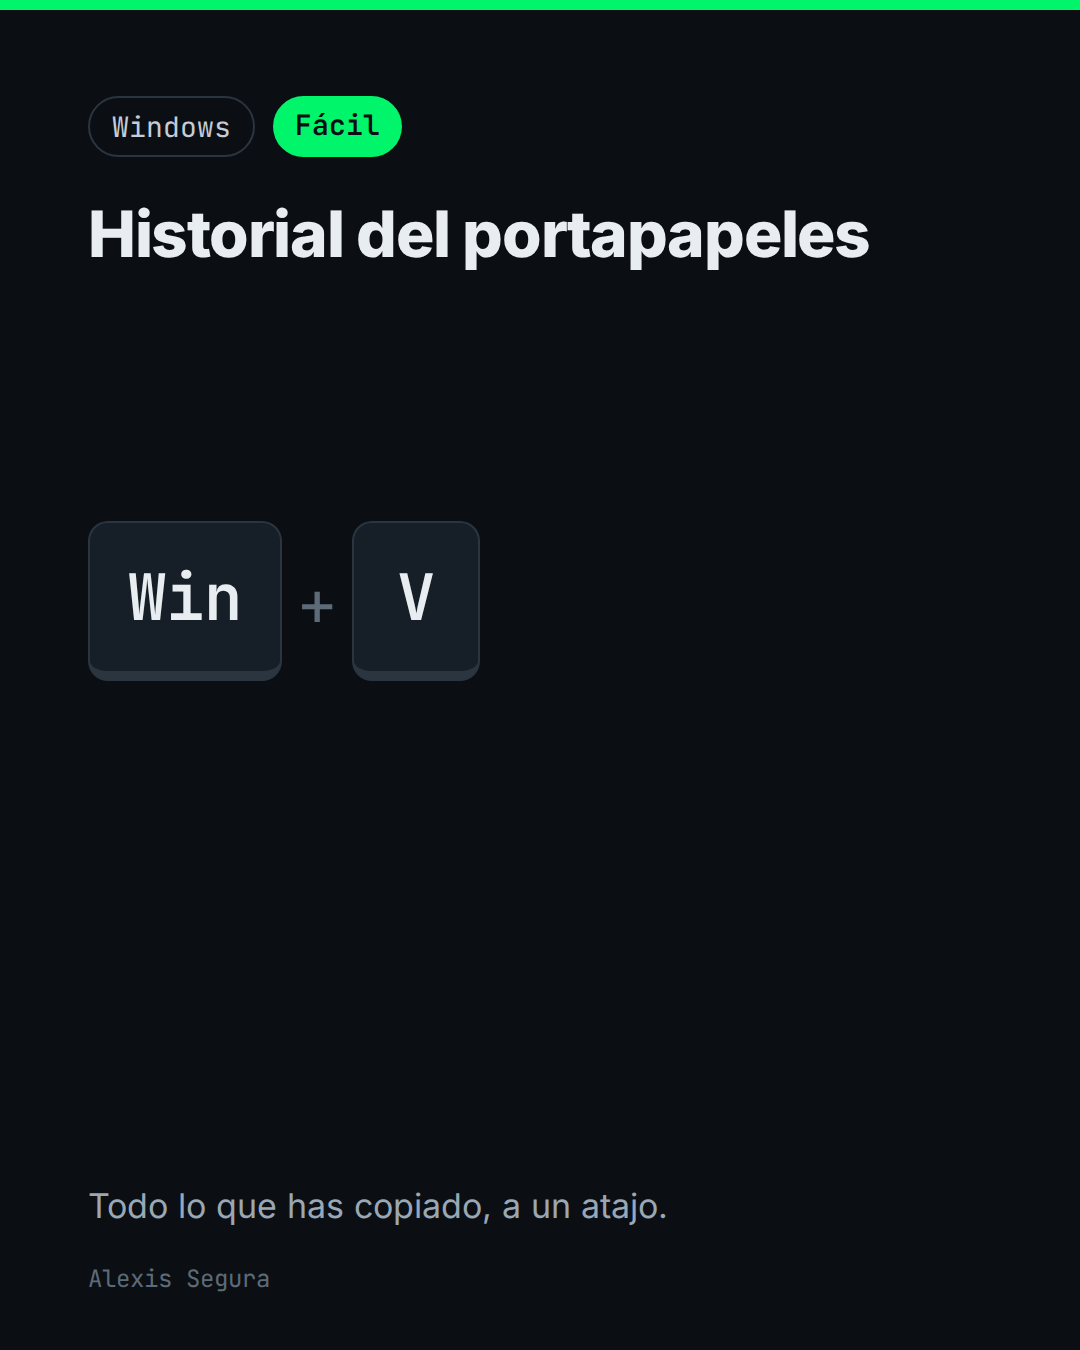 Windows Fácil
Historial del portapapeles
Win + V
Todo lo que has copiado, a un atajo.
Alexis Segura